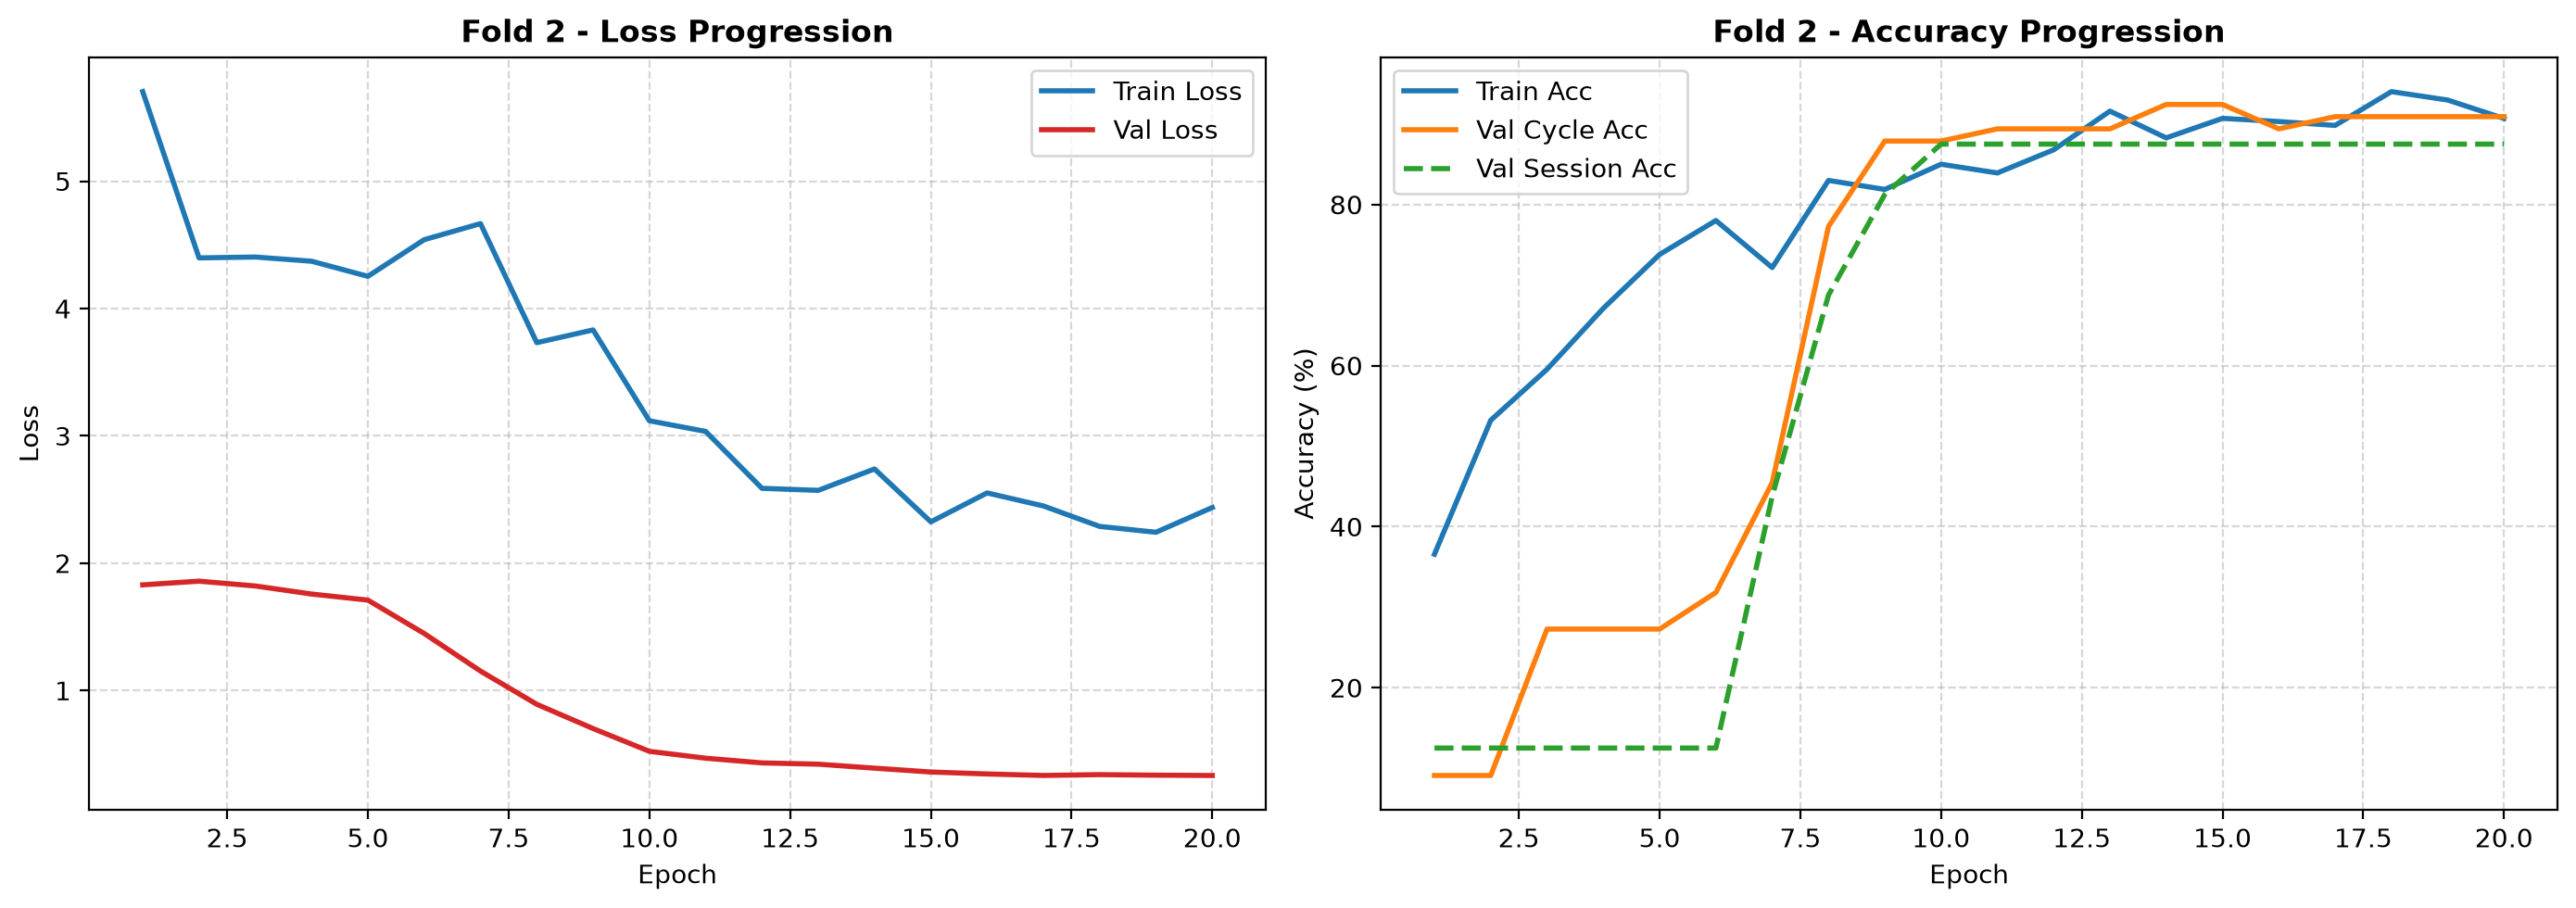 Fold 2 - Loss Progression
Train Loss
Val Loss
5
4
3
2
1
Loss
2.5 5.0 7.5 10.0 12.5 15.0 17.5 20.0
Epoch
Fold 2 - Accuracy Progression
Train Acc
Val Cycle Acc
Val Session Acc
80
60
40
20
Accuracy (%)
2.5 5.0 7.5 10.0 12.5 15.0 17.5 20.0
Epoch